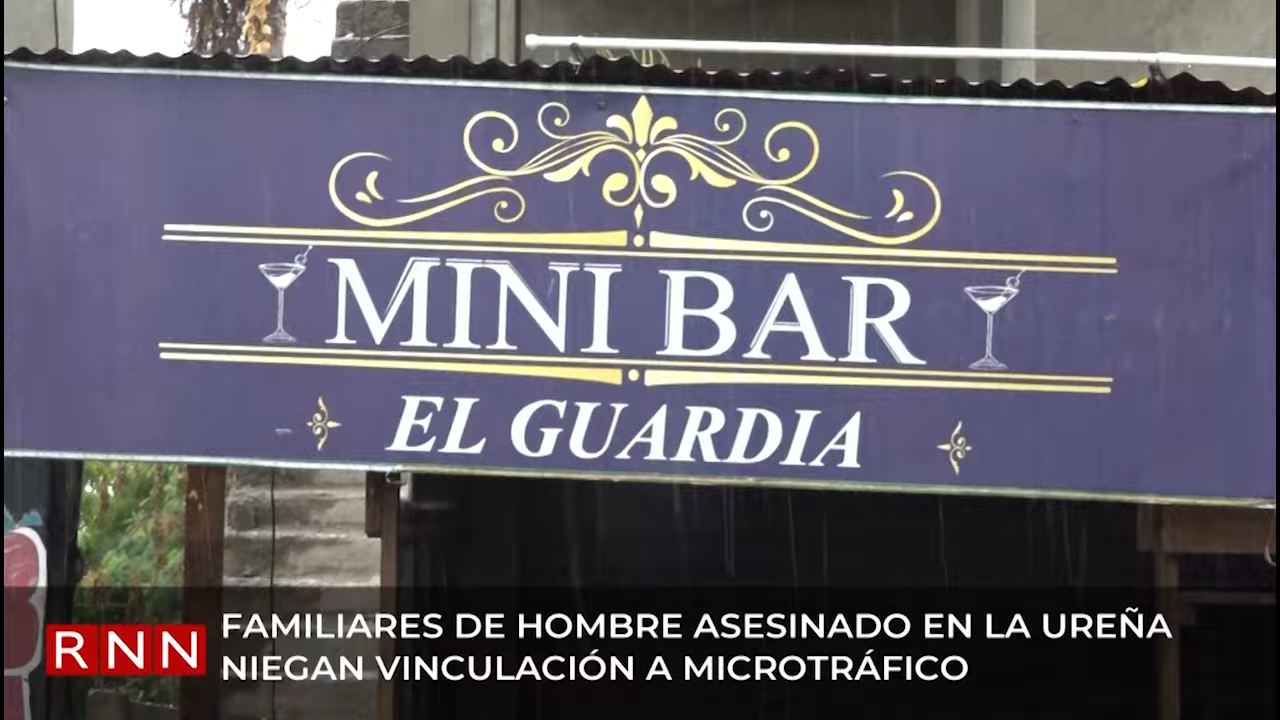 MINI BAR
EL GUARDIA
RNN
FAMILIARES DE HOMBRE ASESINADO EN LA UREÑA
NIEGAN VINCULACIÓN A MICROTRÁFICO